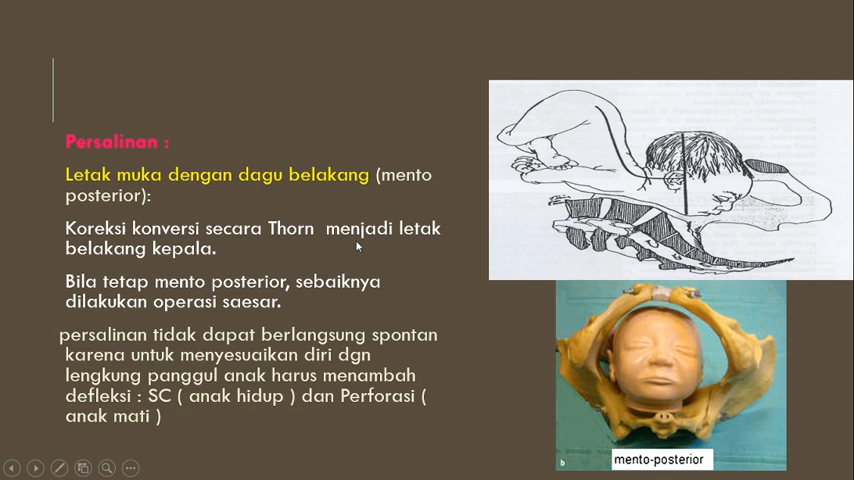 Persalinan :
Letak muka dengan dagu belakang (mento
posterior):
Koreksi konversi secara Thorn  menjadi letak
belakang kepala.
Bila tetap mento posterior, sebaiknya
dilakukan operasi saesar.
persalinan tidak dapat berlangsung spontan
karena untuk menyesuaikan diri dgn
lengkung panggul anak harus menambah
defleksi : SC ( anak hidup ) dan Perforasi (
anak mati )
b
mento-posterior